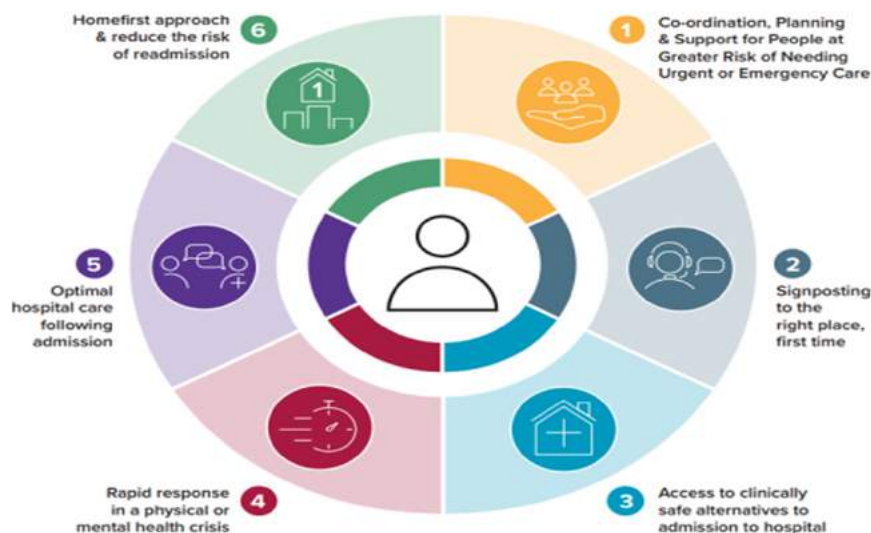 1
Co-ordination, Planning
& Support for People at
Greater Risk of Needing
Urgent or Emergency Care
2
Signposting
to the
right place,
first time
3
Access to clinically
safe alternatives to
admission to hospital
4
Rapid response
in a physical or
mental health crisis
5
Optimal
hospital care
following
admission
6
Homefirst approach
& reduce the risk
of readmission
1